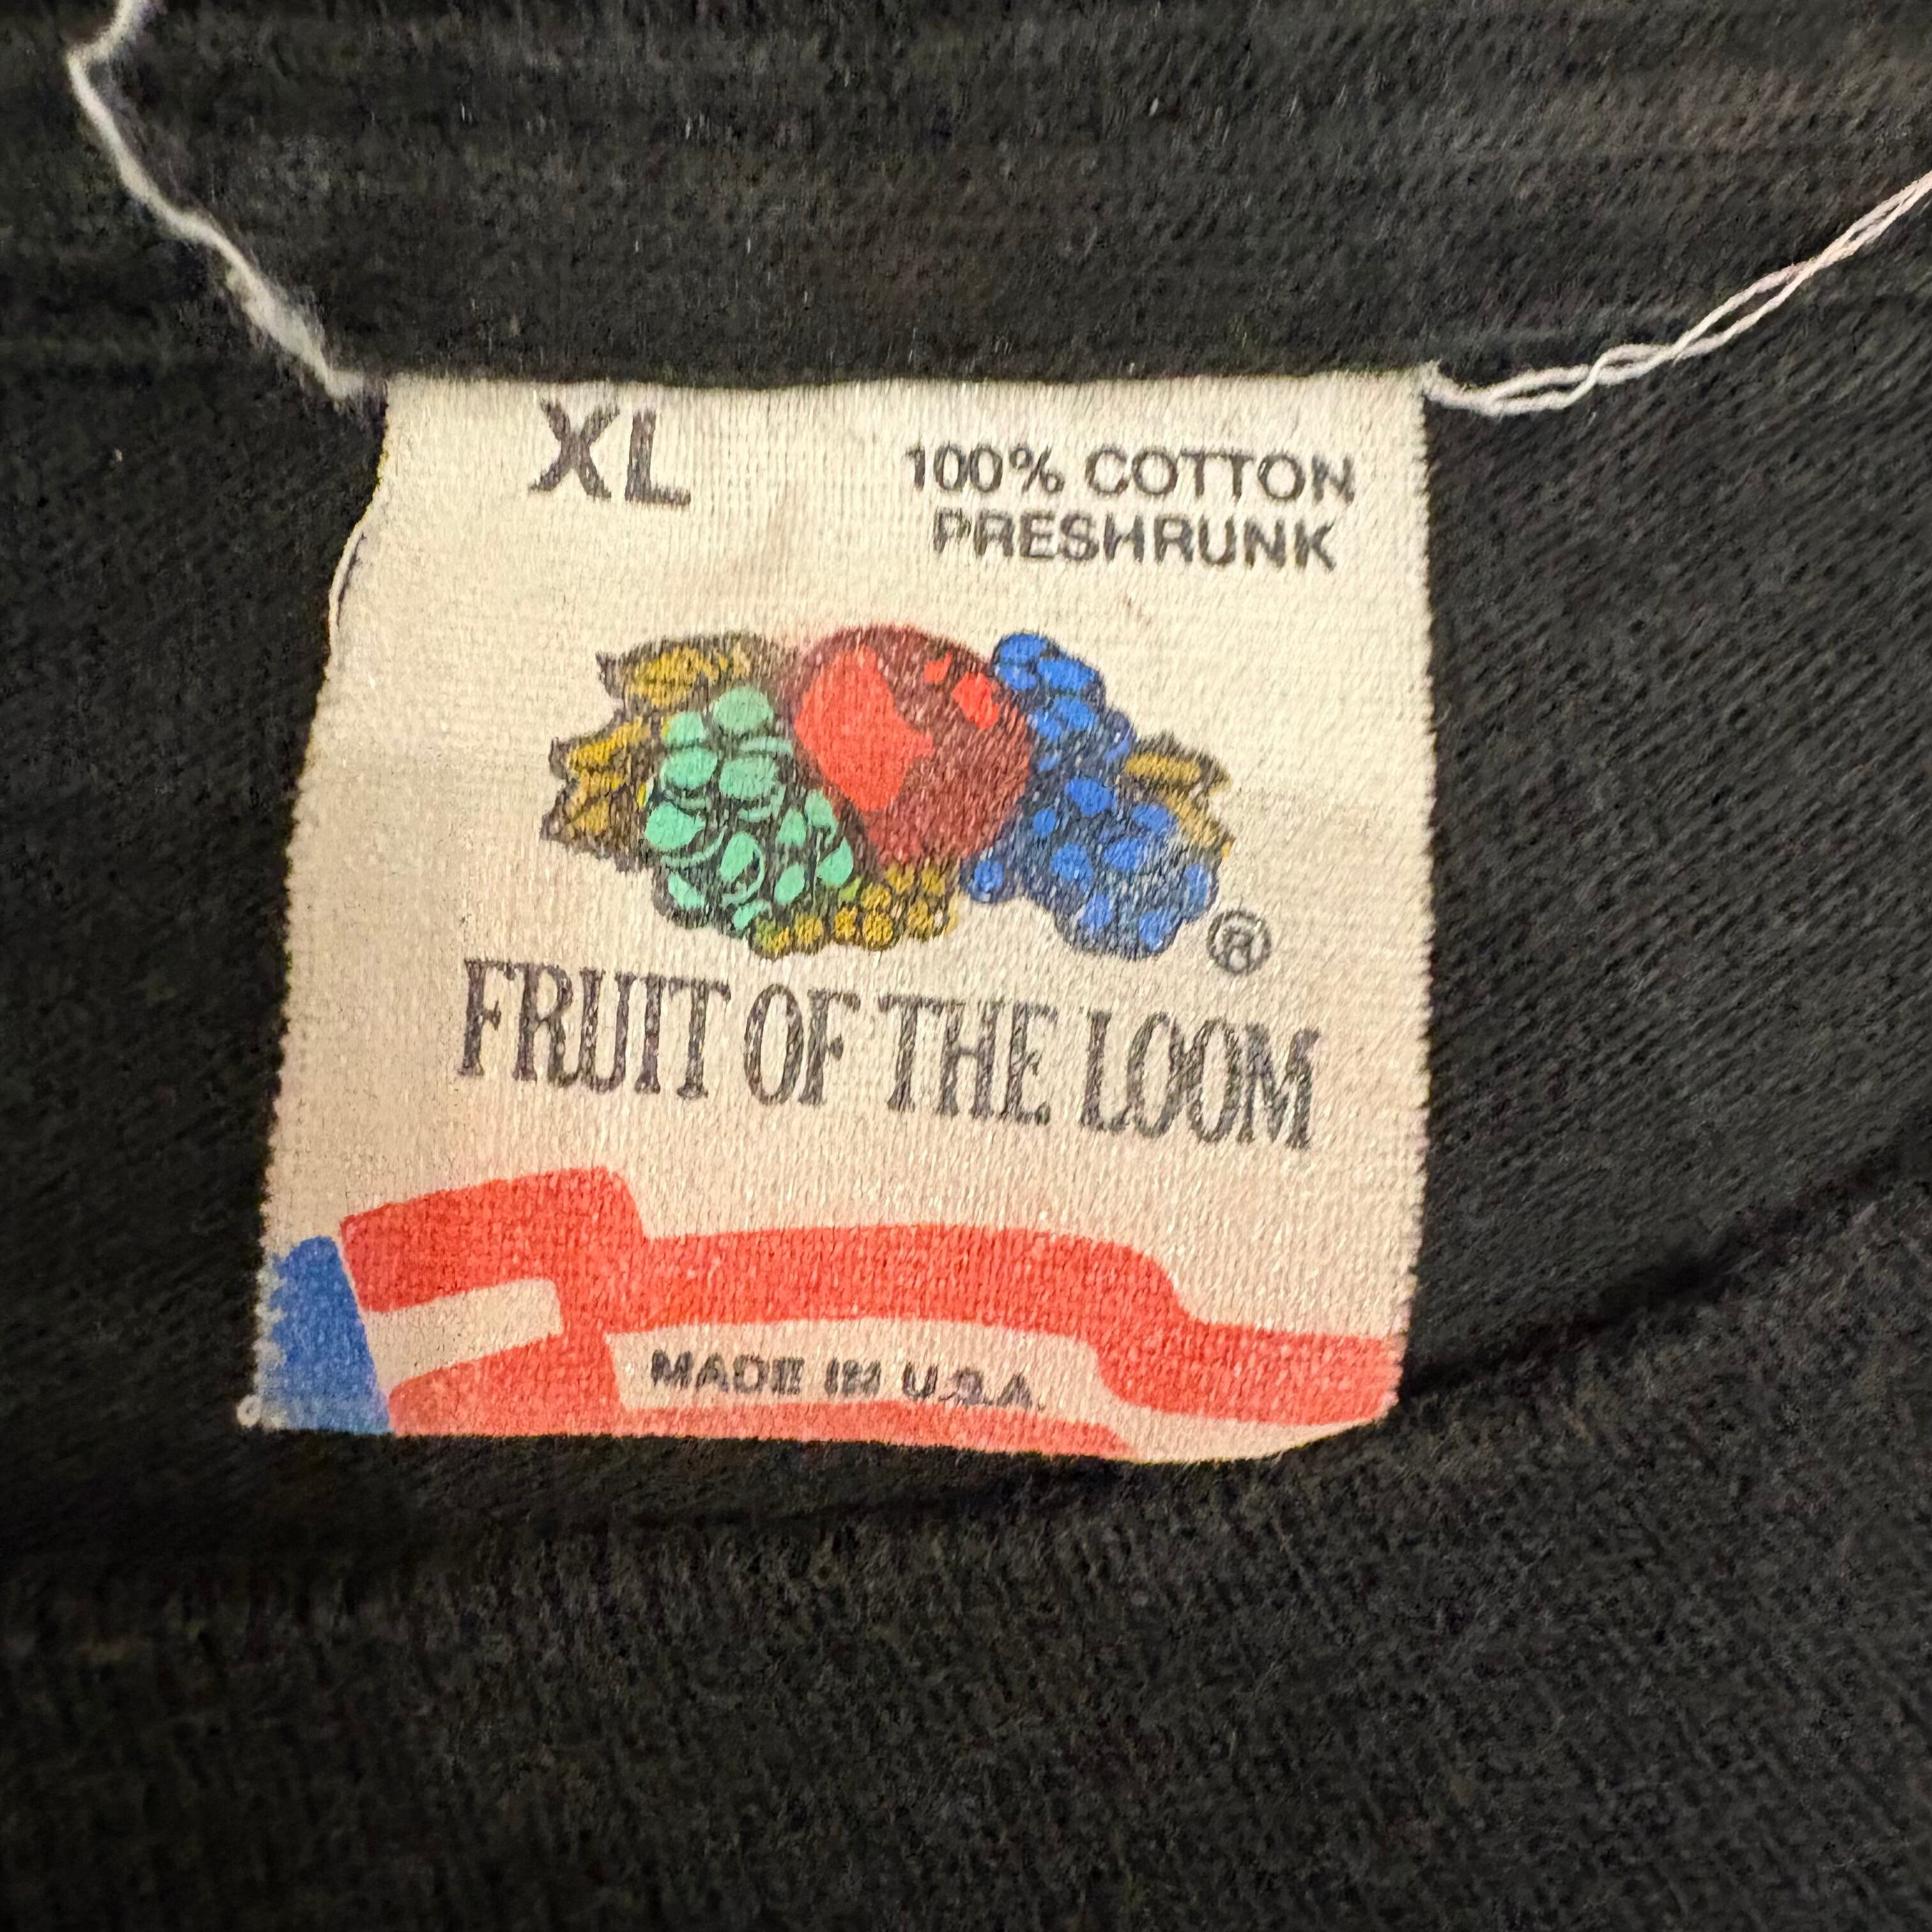 XL
100% COTTON
PRESHRUNK
®
FRUIT OF THE LOOM
MADE IN U.S.A.